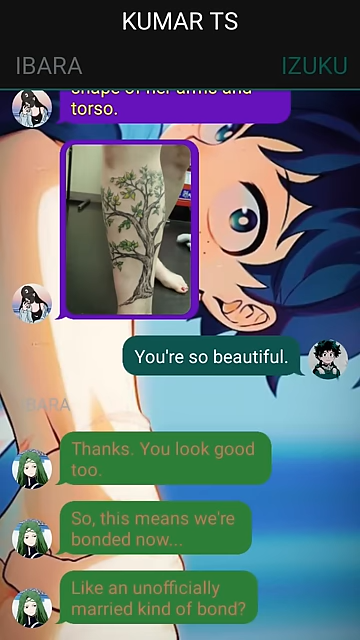 KUMAR TS
IBARA IZUKU
shape of her arms and
torso.
You're so beautiful.
BARA
Thanks. You look good
too.
So, this means we're
bonded now...
Like an unofficially
married kind of bond?